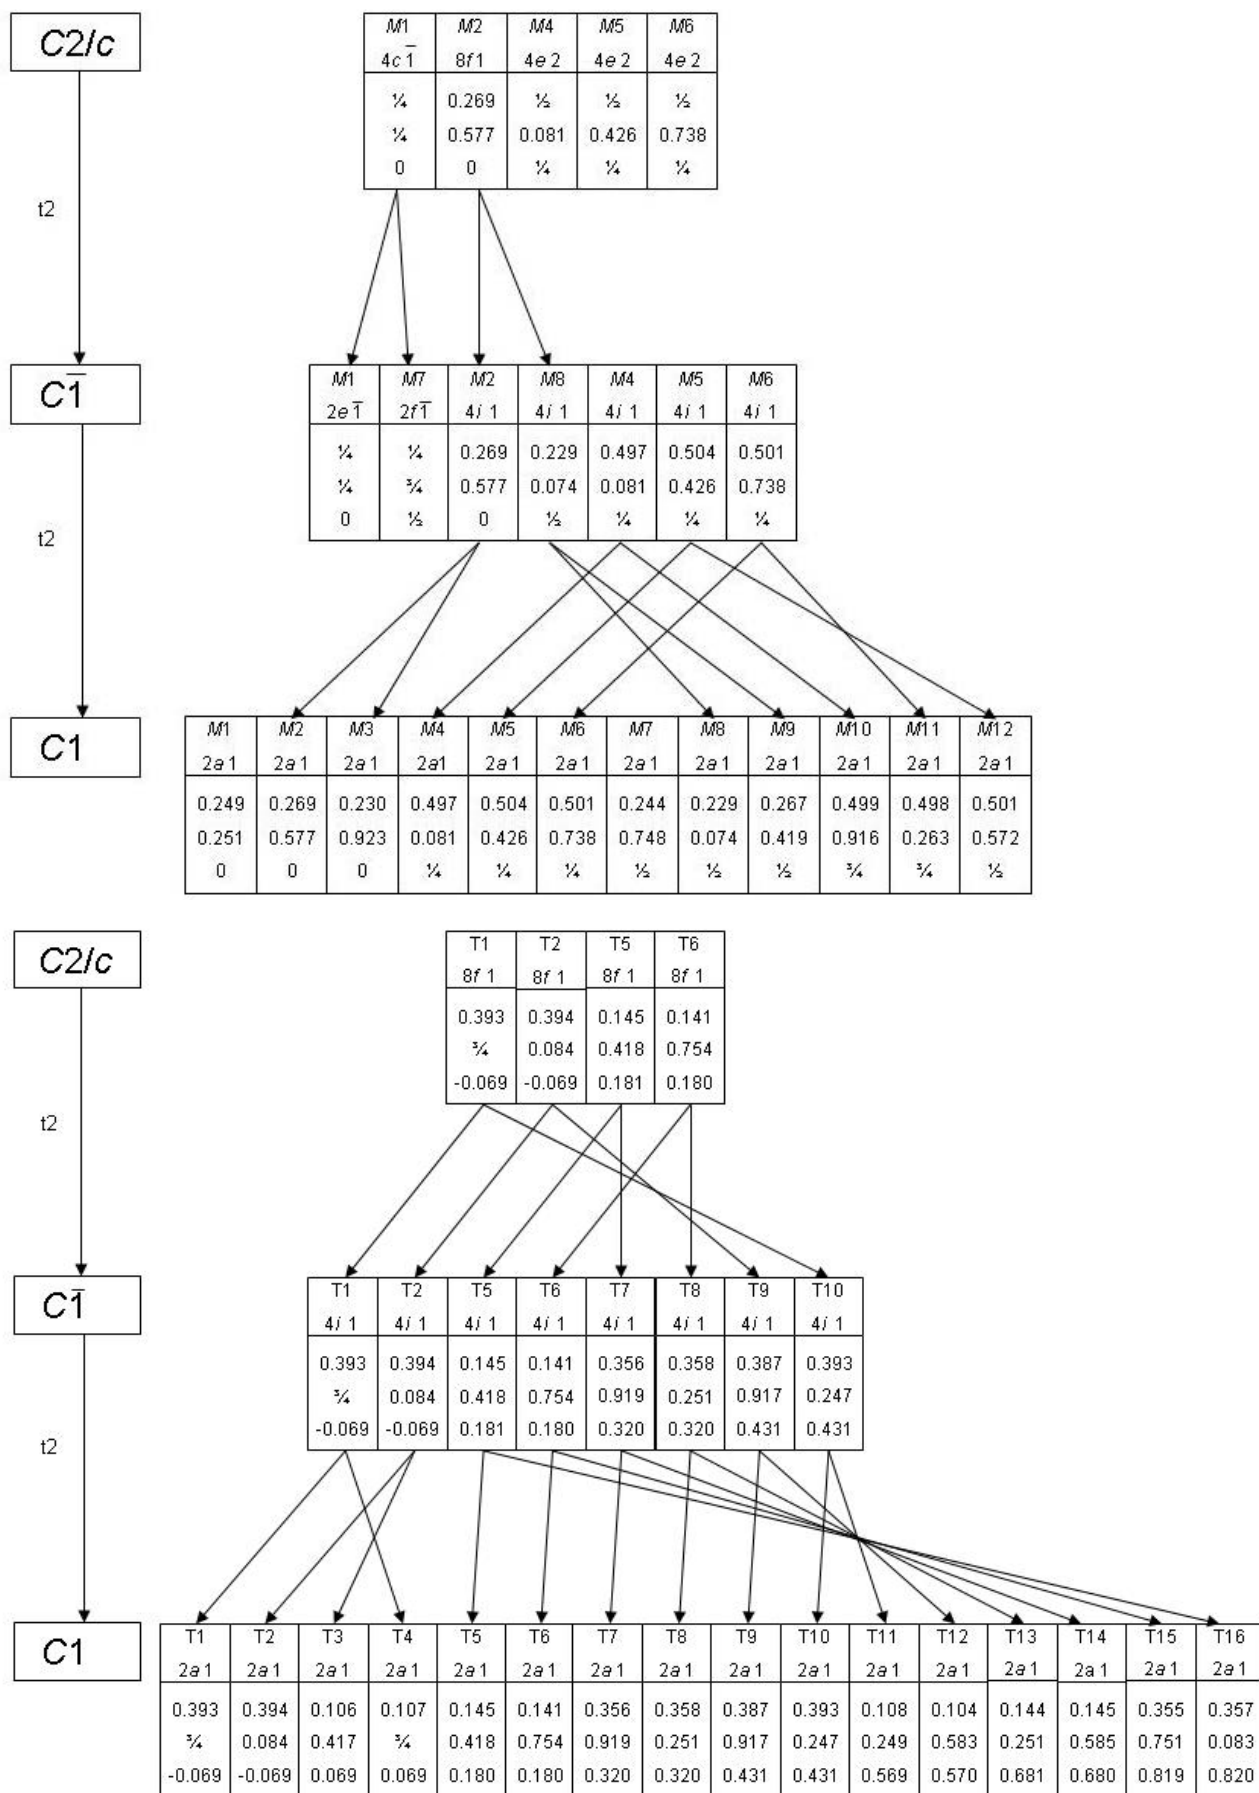 C2/c
M1 M2 M4 M5 M6
4c 1̅ 8f1 4e 2 4e 2 4e 2
¼ 0.269 ½ ½ ½
¼ 0.577 0.081 0.426 0.738
0 0 ¼ ¼ ¼
t2
C1̅
M1 M7 M2 M8 M4 M5 M6
2e 1̅ 2f1̅ 4i 1 4i 1 4i 1 4i 1 4i 1
¼ ¼ 0.269 0.229 0.497 0.504 0.501
¼ ¾ 0.577 0.074 0.081 0.426 0.738
0 ½ 0 ½ ¼ ¼ ¼
t2
C1
M1 M2 M3 M4 M5 M6 M7 M8 M9 M10 M11 M12
2a 1 2a 1 2a 1 2a1 2a 1 2a 1 2a 1 2a 1 2a 1 2a 1 2a 1 2a 1
0.249 0.269 0.230 0.497 0.504 0.501 0.244 0.229 0.267 0.499 0.498 0.501
0.251 0.577 0.923 0.081 0.426 0.738 0.748 0.074 0.419 0.916 0.263 0.572
0 0 0 ¼ ¼ ¼ ½ ½ ½ ¾ ¾ ½
C2/c
T1 T2 T5 T6
8f 1 8f 1 8f 1 8f 1
0.393 0.394 0.145 0.141
¾ 0.084 0.418 0.754
-0.069 -0.069 0.181 0.180
t2
C1̅
T1 T2 T5 T6 T7 T8 T9 T10
4i 1 4i 1 4i 1 4i 1 4i 1 4i 1 4i 1 4i 1
0.393 0.394 0.145 0.141 0.356 0.358 0.387 0.393
¾ 0.084 0.418 0.754 0.919 0.251 0.917 0.247
-0.069 -0.069 0.181 0.180 0.320 0.320 0.431 0.431
t2
C1
T1 T2 T3 T4 T5 T6 T7 T8 T9 T10 T11 T12 T13 T14 T15 T16
2a 1 2a 1 2a 1 2a 1 2a 1 2a 1 2a 1 2a 1 2a 1 2a 1 2a 1 2a 1 2a 1 2a 1 2a 1 2a 1
0.393 0.394 0.106 0.107 0.145 0.141 0.356 0.358 0.387 0.393 0.108 0.104 0.144 0.145 0.355 0.357
¾ 0.084 0.417 ¾ 0.418 0.754 0.919 0.251 0.917 0.247 0.249 0.583 0.251 0.585 0.751 0.083
-0.069 -0.069 0.069 0.069 0.180 0.180 0.320 0.320 0.431 0.431 0.569 0.570 0.681 0.680 0.819 0.820